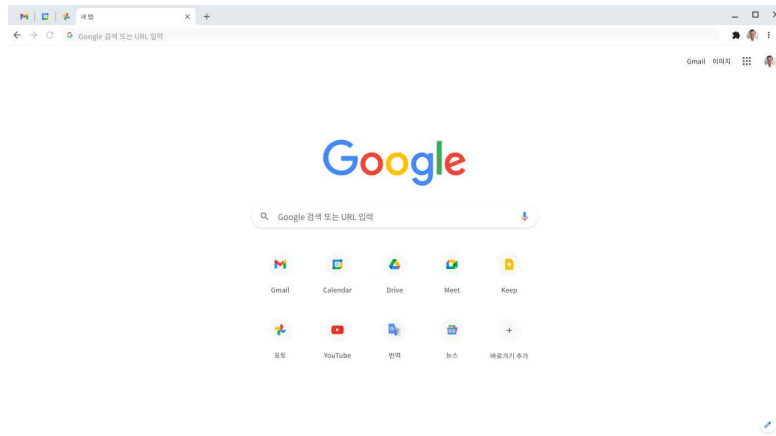 새 탭
Google 검색 또는 URL 입력
Gmail 이미지
Google
Google 검색 또는 URL 입력
Gmail Calendar Drive Meet Keep
포토 YouTube 번역 뉴스 바로가기 추가